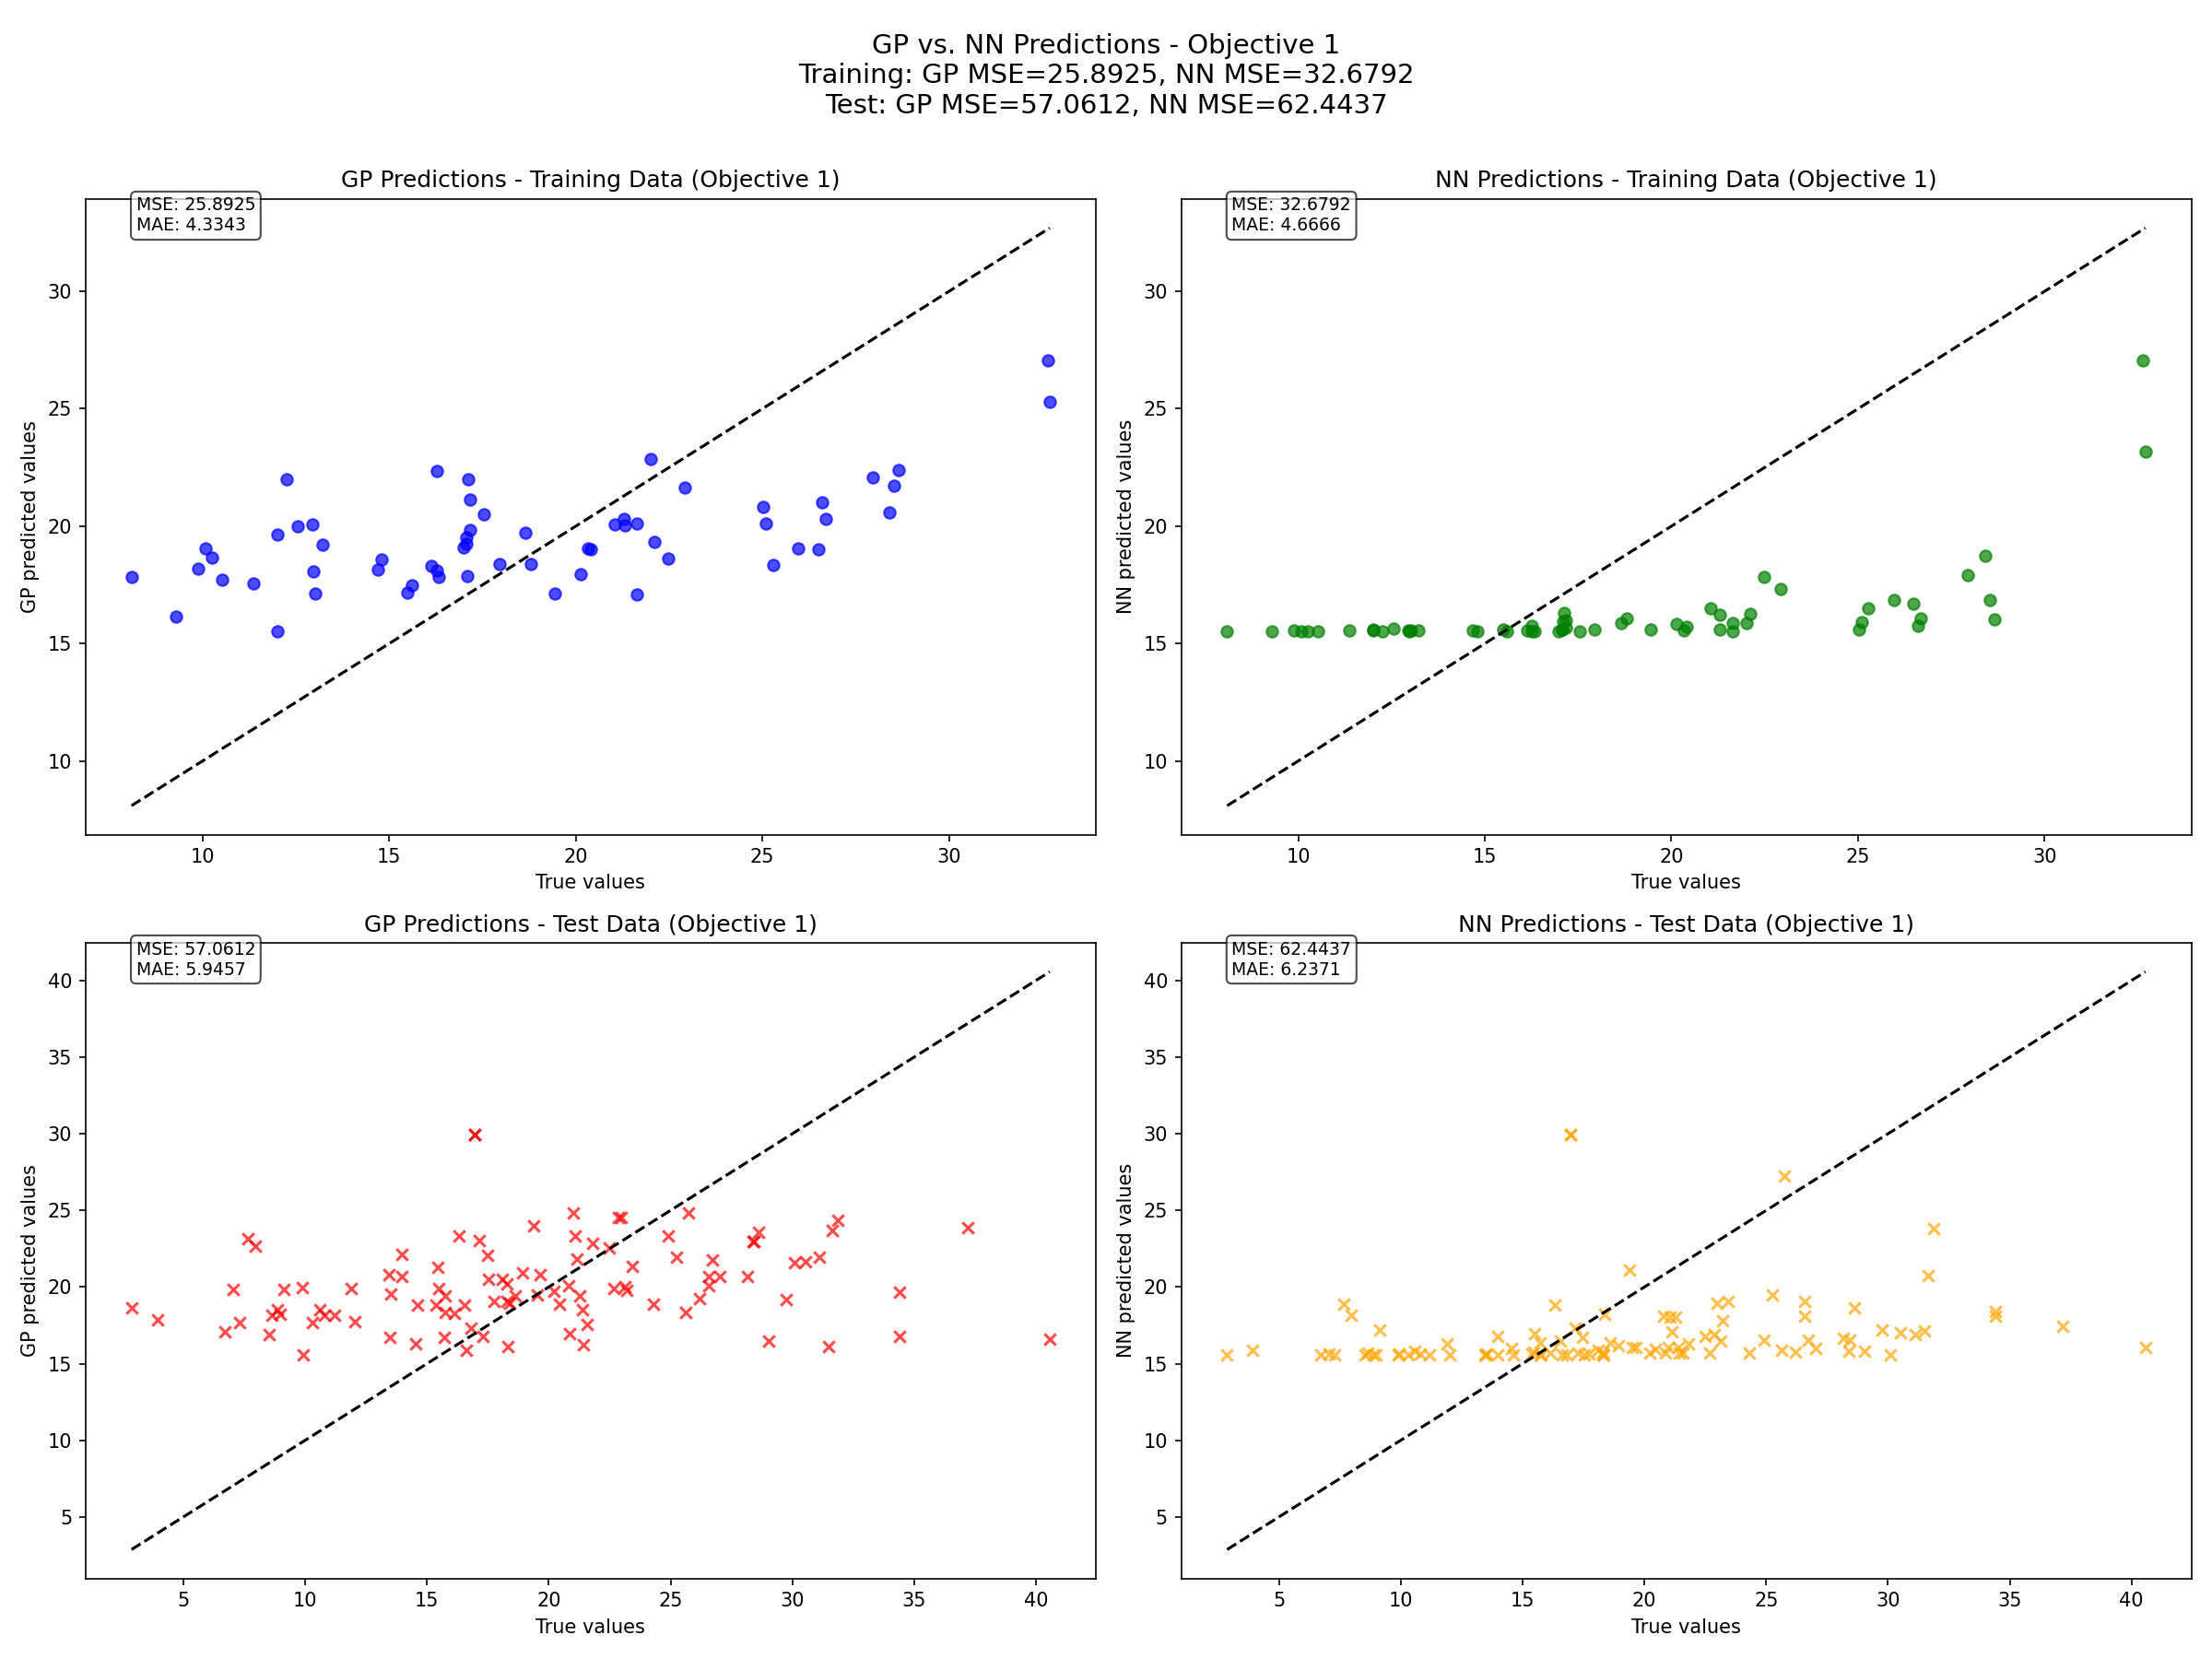 GP vs. NN Predictions - Objective 1
Training: GP MSE=25.8925, NN MSE=32.6792
Test: GP MSE=57.0612, NN MSE=62.4437
GP Predictions - Training Data (Objective 1)
MSE: 25.8925
MAE: 4.3343
GP predicted values
30
25
20
15
10
10 15 20 25 30
True values
NN Predictions - Training Data (Objective 1)
MSE: 32.6792
MAE: 4.6666
NN predicted values
30
25
20
15
10
10 15 20 25 30
True values
GP Predictions - Test Data (Objective 1)
MSE: 57.0612
MAE: 5.9457
GP predicted values
40
35
30
25
20
15
10
5
5 10 15 20 25 30 35 40
True values
NN Predictions - Test Data (Objective 1)
MSE: 62.4437
MAE: 6.2371
NN predicted values
40
35
30
25
20
15
10
5
5 10 15 20 25 30 35 40
True values